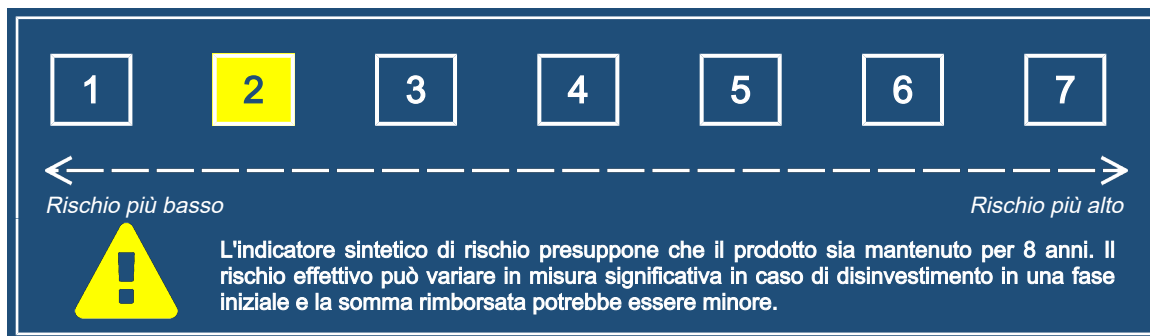 1 2 3 4 5 6 7
Rischio più basso Rischio più alto
L'indicatore sintetico di rischio presuppone che il prodotto sia mantenuto per 8 anni. Il
rischio effettivo può variare in misura significativa in caso di disinvestimento in una fase
iniziale e la somma rimborsata potrebbe essere minore.